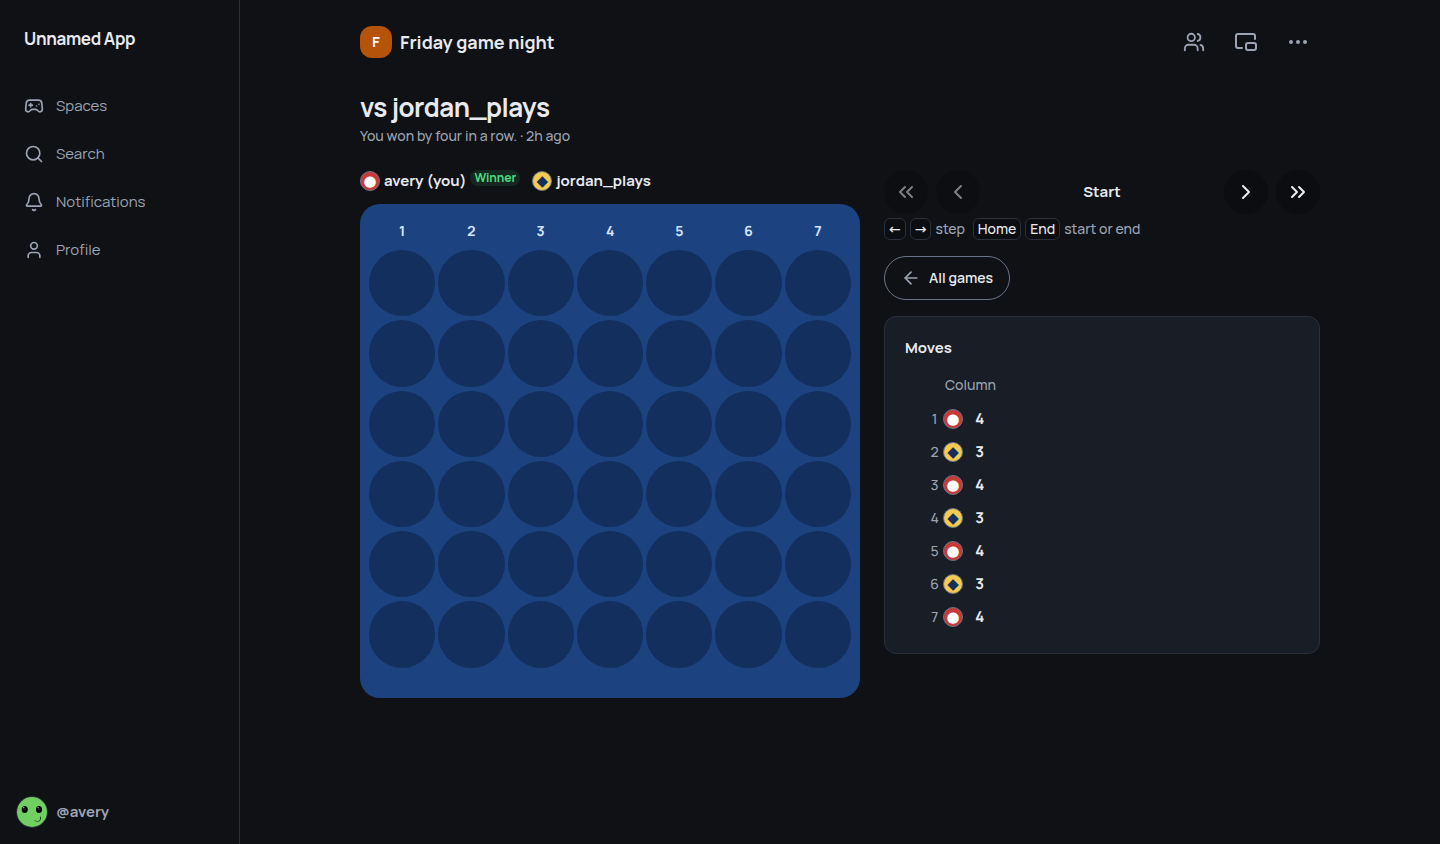 Unnamed App
Spaces
Search
Notifications
Profile
@avery
F Friday game night
vs jordan_plays
You won by four in a row. · 2h ago
avery (you) Winner jordan_plays
1 2 3 4 5 6 7
Start
← → step Home End start or end
← All games
Moves
Column
1 4
2 3
3 4
4 3
5 4
6 3
7 4